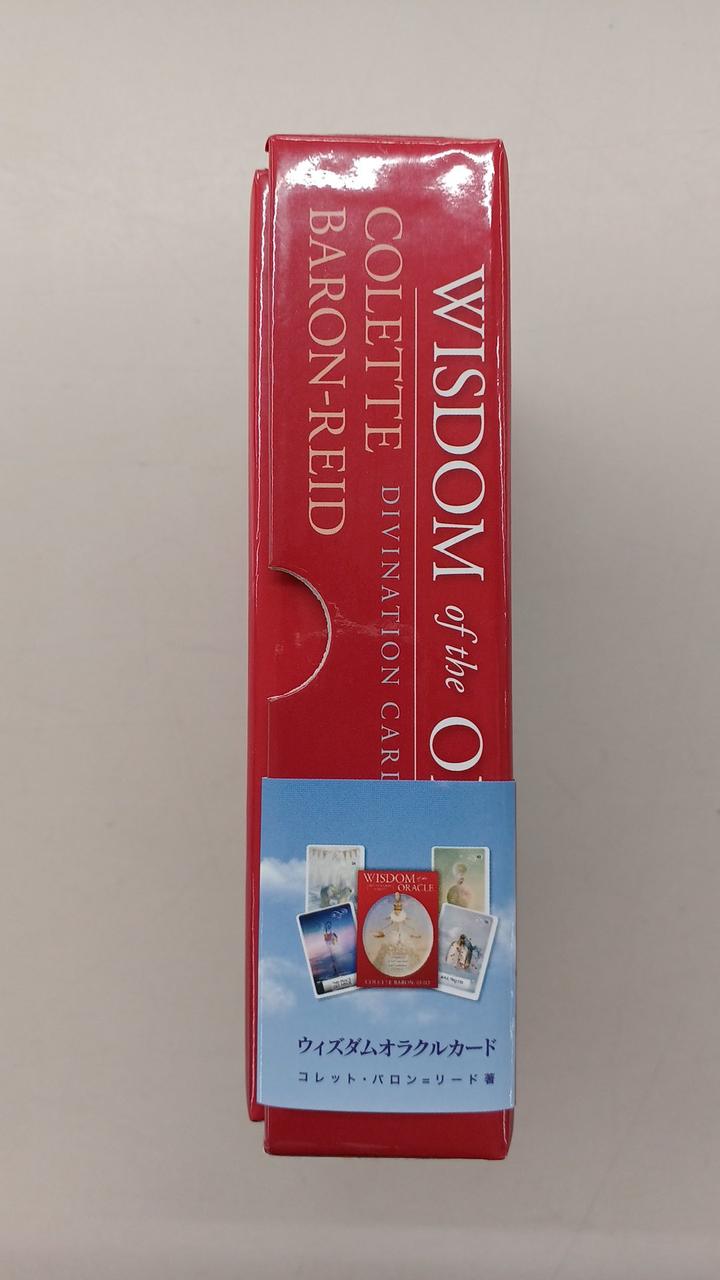 WISDOM of the O
COLETTE
BARON-REID
DIVINATION CAR
WISDOM of the
ORACLE
COLETTE BARON-REID
ウィズダムオラクルカード
コレット・バロン=リード 著